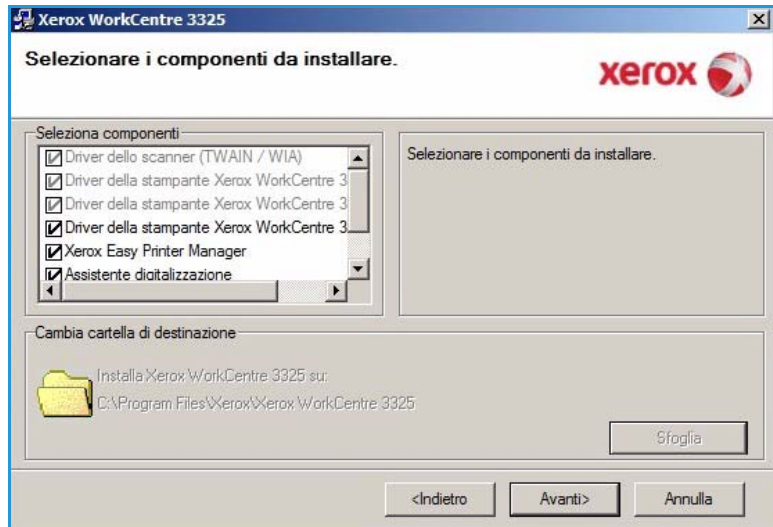 Xerox WorkCentre 3325
Selezionare i componenti da installare.
xerox
Seleziona componenti
Driver dello scanner (TWAIN / WIA)
Driver della stampante Xerox WorkCentre 3
Driver della stampante Xerox WorkCentre 3
Driver della stampante Xerox WorkCentre 3
Xerox Easy Printer Manager
Assistente digitalizzazione
Selezionare i componenti da installare.
Cambia cartella di destinazione
Installa Xerox WorkCentre 3325 su:
C:\Program Files\Xerox\Xerox WorkCentre 3325
Sfoglia
<Indietro
Avanti>
Annulla